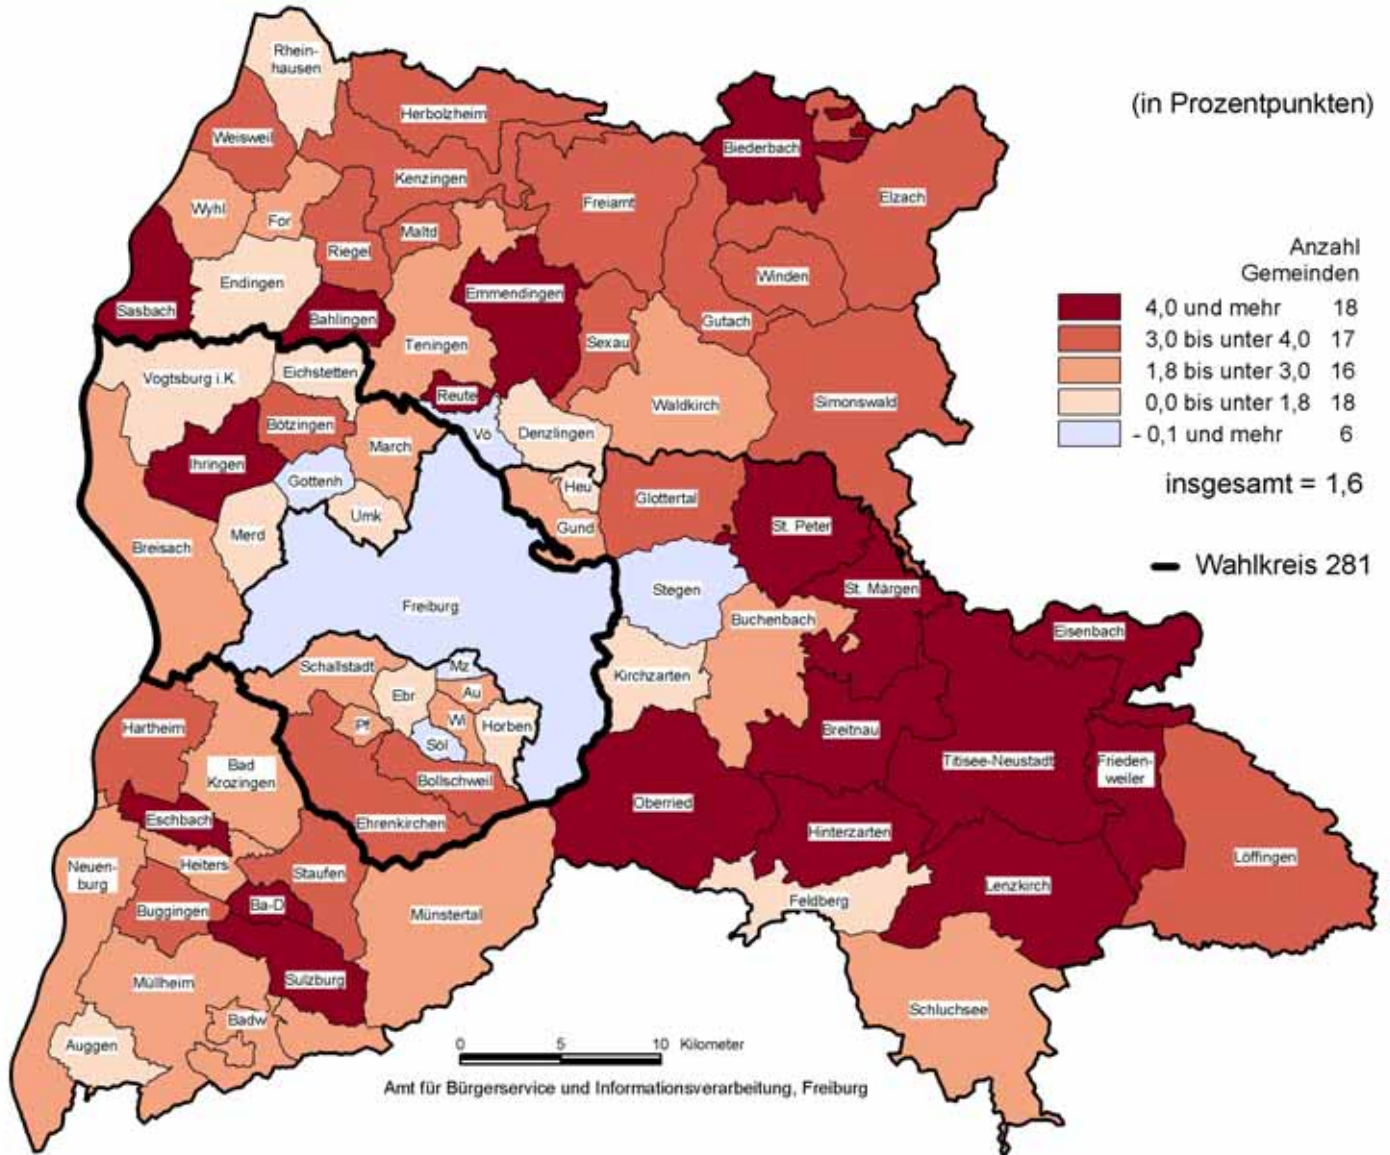 Rhein-
hausen
(in Prozentpunkten)
Herbolzheim
Weisweil
Biederbach
Kenzingen
Elzach
Freiamt
Wyhl
For
Maltd
Riegel
Winden
Endingen
Emmendingen
Sasbach
Bahlingen
Gutach
Sexau
Teningen
Anzahl
Gemeinden
4,0 und mehr 18
3,0 bis unter 4,0 17
1,8 bis unter 3,0 16
0,0 bis unter 1,8 18
- 0,1 und mehr 6
insgesamt = 1,6
Wahlkreis 281
Vogtsburg i.K.
Eichstetten
Reute
Waldkirch
Simonswald
Bötzingen
Vö
Denzlingen
March
Ihringen
Gottenh
Heu
Glottertal
Umk
Gund
St. Peter
Merd
Breisach
Stegen
St. Märgen
Freiburg
Buchenbach
Eisenbach
Schallstadt
Mz
Kirchzarten
Ebr
Au
Hartheim
Pf
Wi
Horben
Söl
Breitnau
Bad
Krozingen
Titisee-Neustadt
Frieden-
weiler
Bollschweil
Oberried
Eschbach
Ehrenkirchen
Hinterzarten
Neuen-
burg
Heiters
Staufen
Löffingen
Lenzkirch
Buggingen
Ba-D
Münstertal
Feldberg
Müllheim
Sulzburg
Schluchsee
Badw
Auggen
0 5 10 Kilometer
Amt für Bürgerservice und Informationsverarbeitung, Freiburg